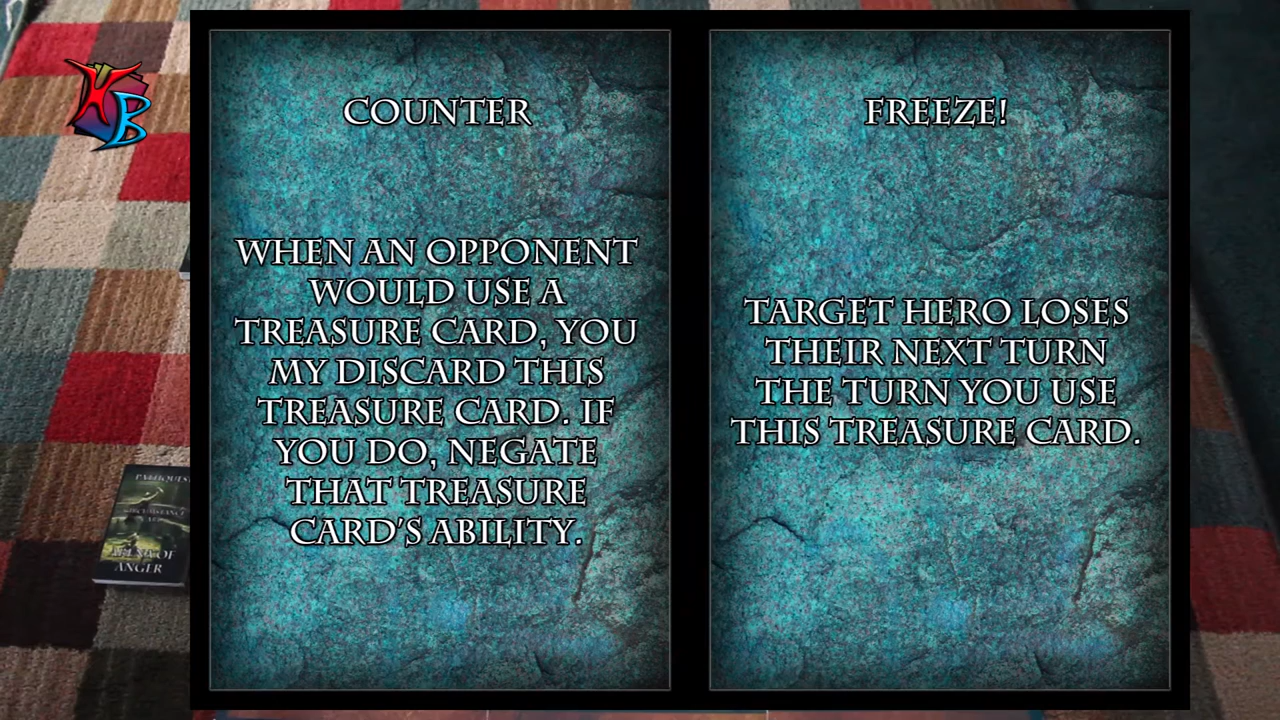 KB
COUNTER
WHEN AN OPPONENT
WOULD USE A
TREASURE CARD, YOU
MY DISCARD THIS
TREASURE CARD. IF
YOU DO, NEGATE
THAT TREASURE
CARD'S ABILITY.
FREEZE!
TARGET HERO LOSES
THEIR NEXT TURN
THE TURN YOU USE
THIS TREASURE CARD.
ARENA OF
ANGER